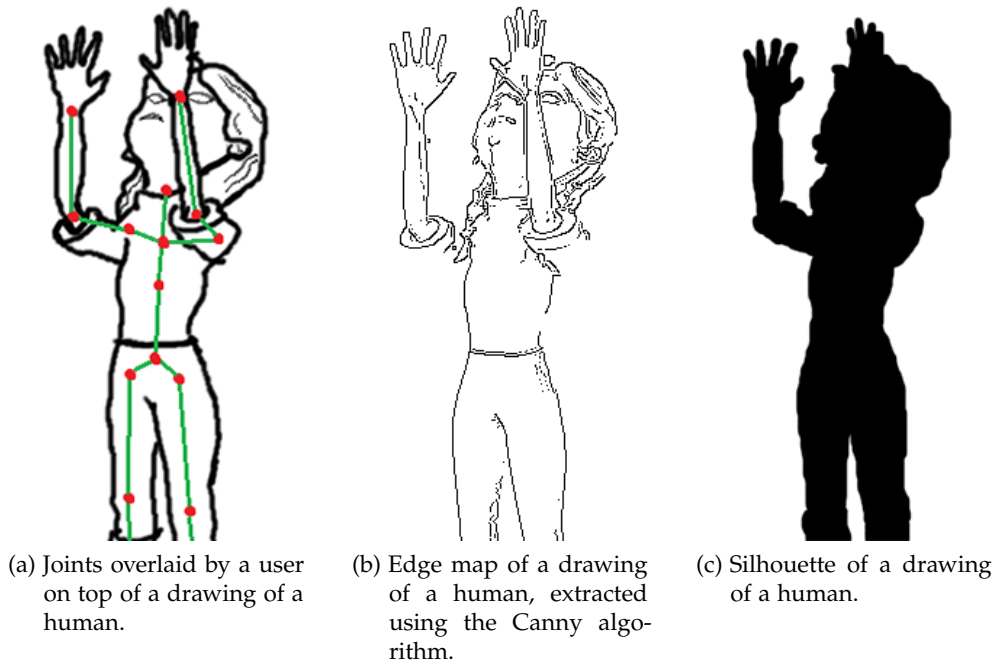 (a) Joints overlaid by a user
on top of a drawing of a
human.
(b) Edge map of a drawing
of a human, extracted
using the Canny algo-
rithm.
(c) Silhouette of a drawing
of a human.